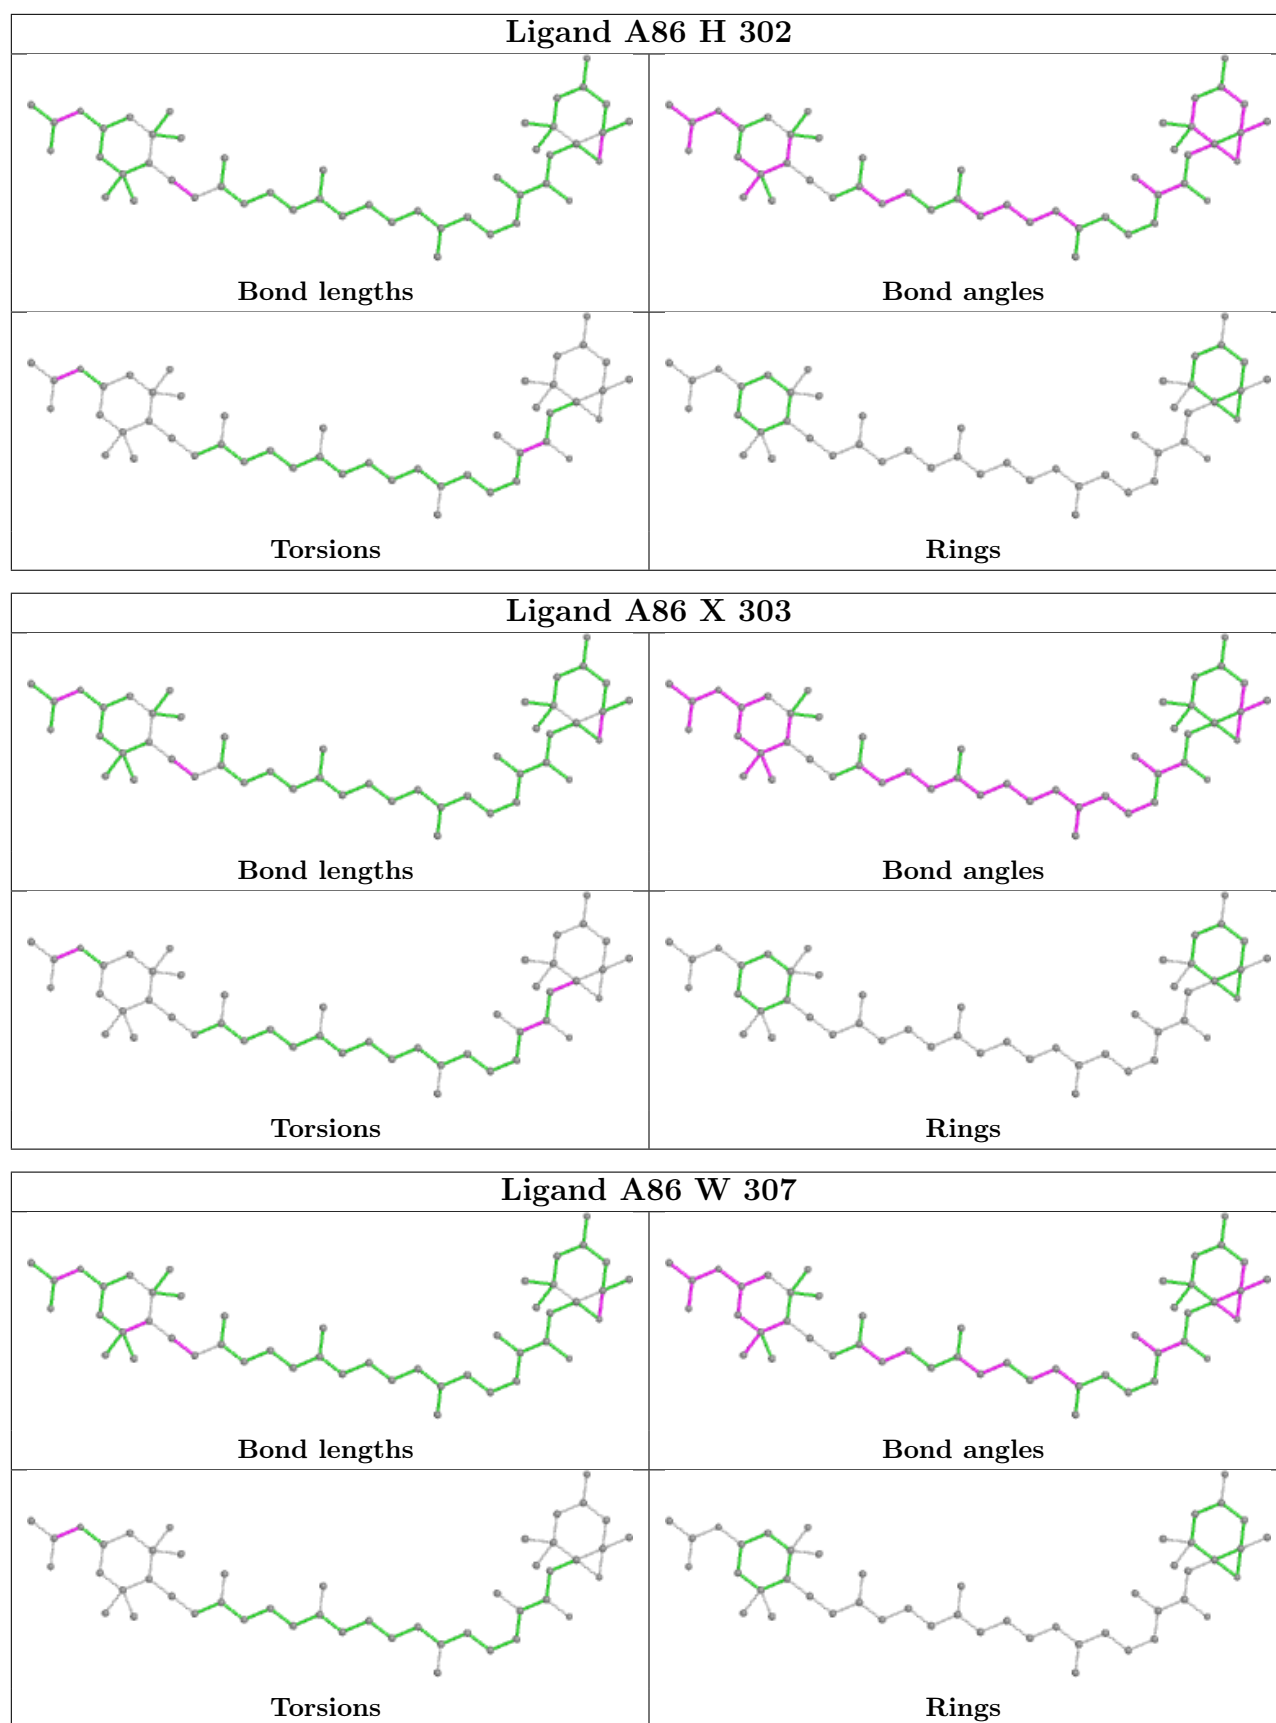 Ligand A86 H 302
Bond lengths
Bond angles
Torsions
Rings
Ligand A86 X 303
Bond lengths
Bond angles
Torsions
Rings
Ligand A86 W 307
Bond lengths
Bond angles
Torsions
Rings